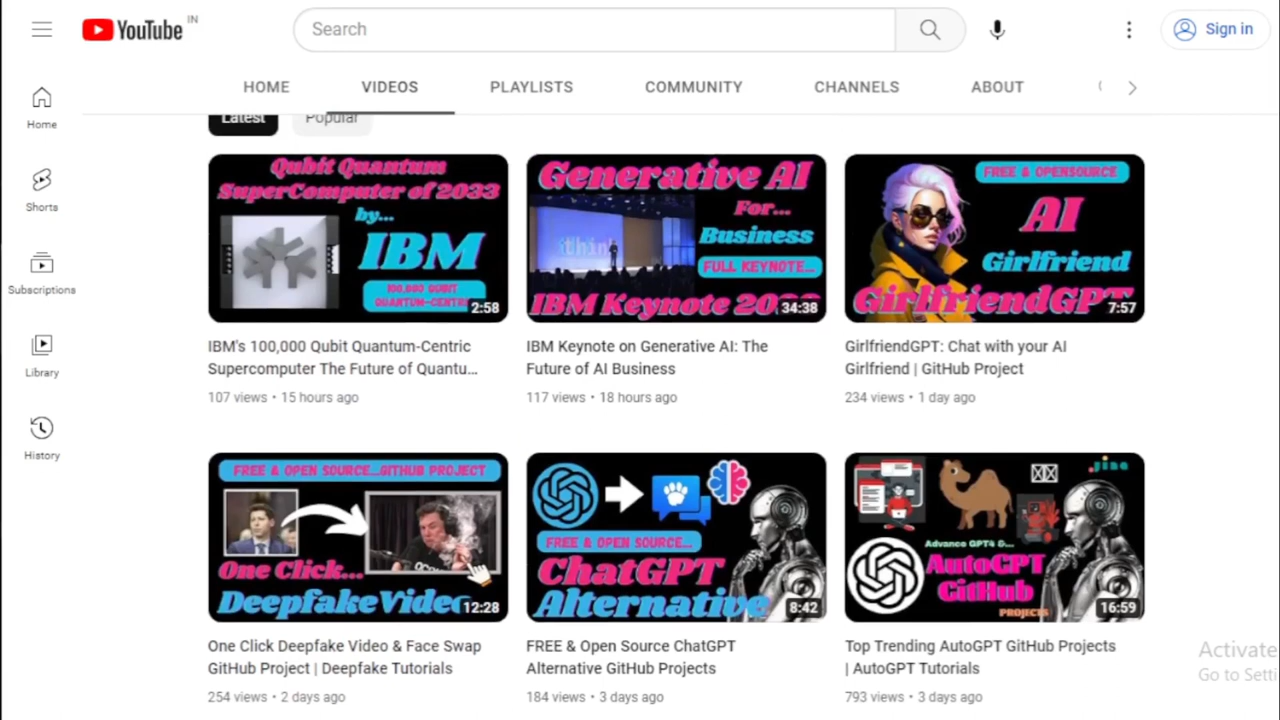 YouTube IN
Search
Sign in
HOME
VIDEOS
PLAYLISTS
COMMUNITY
CHANNELS
ABOUT
Home
Shorts
Subscriptions
Library
History
Latest
Popular
Qubit Quantum
SuperComputer of 2033
by...
IBM
100,000 QUBIT
2:58
IBM's 100,000 Qubit Quantum-Centric
Supercomputer The Future of Quantu...
107 views • 15 hours ago
Generative AI
For...
Business
think
FULL KEYNOTE...
IBM Keynote
34:38
IBM Keynote on Generative AI: The
Future of AI Business
117 views • 18 hours ago
FREE & OPENSOURCE
AI
Girlfriend
GirlfriendGPT
7:57
GirlfriendGPT: Chat with your AI
Girlfriend | GitHub Project
234 views • 1 day ago
FREE & OPEN SOURCE...GITHUB PROJECT
One Click...
Deepfake Video
12:28
One Click Deepfake Video & Face Swap
GitHub Project | Deepfake Tutorials
254 views • 2 days ago
FREE & OPEN SOURCE...
ChatGPT
Alternative
8:42
FREE & Open Source ChatGPT
Alternative GitHub Projects
184 views • 3 days ago
jina
Advance GPT4 &...
AutoGPT
GitHub
PROJECTS
16:59
Top Trending AutoGPT GitHub Projects
| AutoGPT Tutorials
793 views • 3 days ago
Activate
Go to Setti